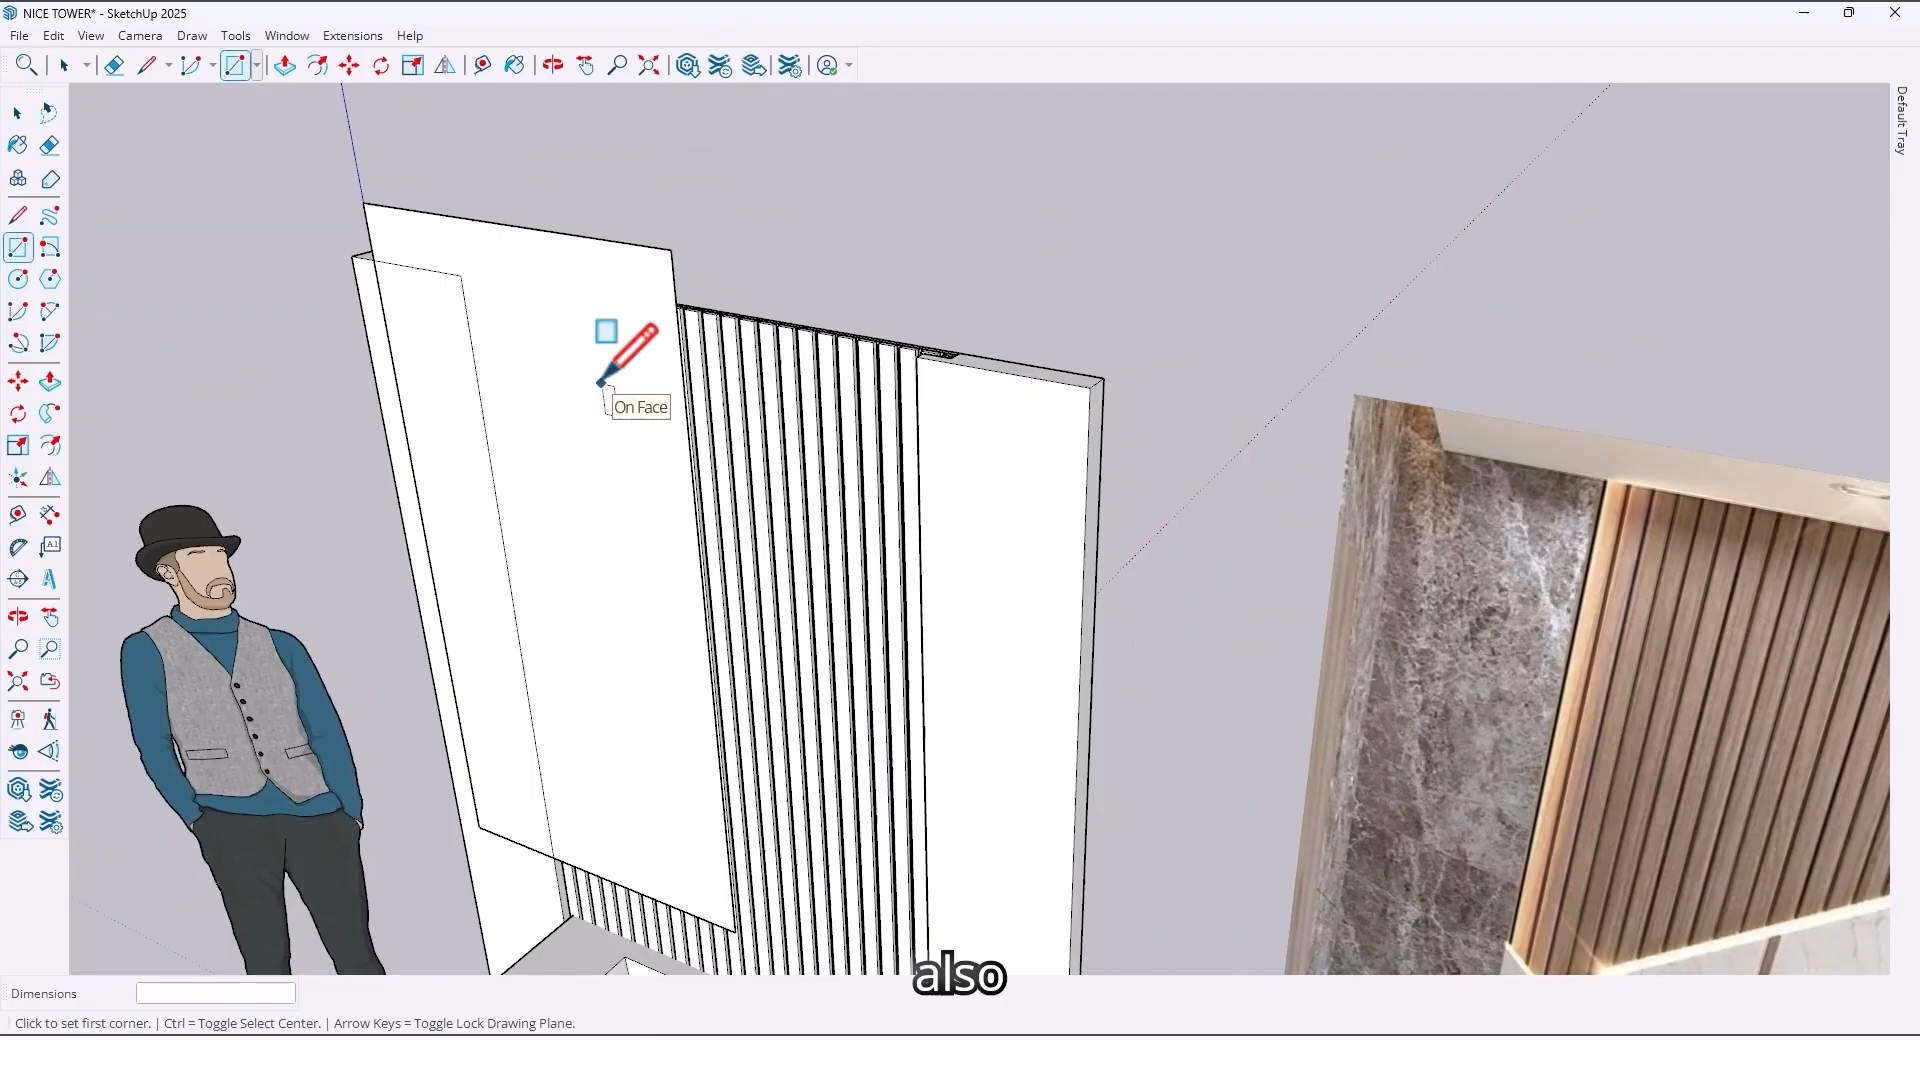 NICE TOWER* - SketchUp 2025
File Edit View Camera Draw Tools Window Extensions Help
Default Tray
On Face
A1
A
also
Dimensions
Click to set first corner. | Ctrl = Toggle Select Center. | Arrow Keys = Toggle Lock Drawing Plane.